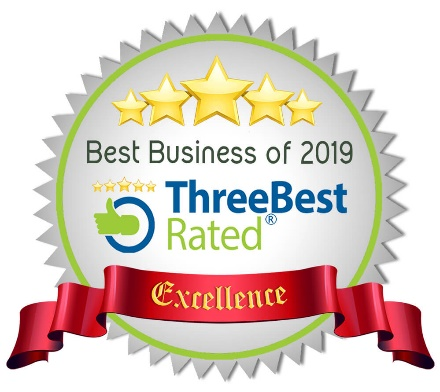 Best Business of 2019
ThreeBest
Rated®
Excellence